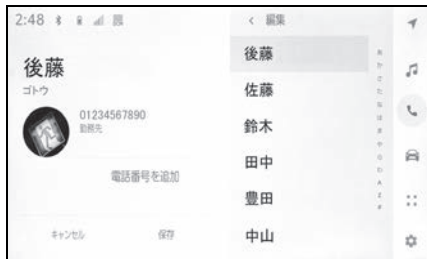 2:48
後藤
ゴトウ
01234567890
勤務先
電話番号を追加
キャンセル
保存
< 編集
後藤
佐藤
鈴木
田中
豊田
中山